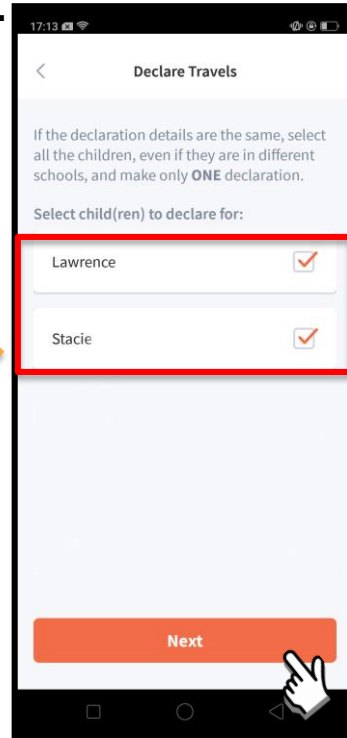 17:13
Declare Travels
If the declaration details are the same, select
all the children, even if they are in different
schools, and make only ONE declaration.
Select child(ren) to declare for:
Lawrence
Stacie
Next